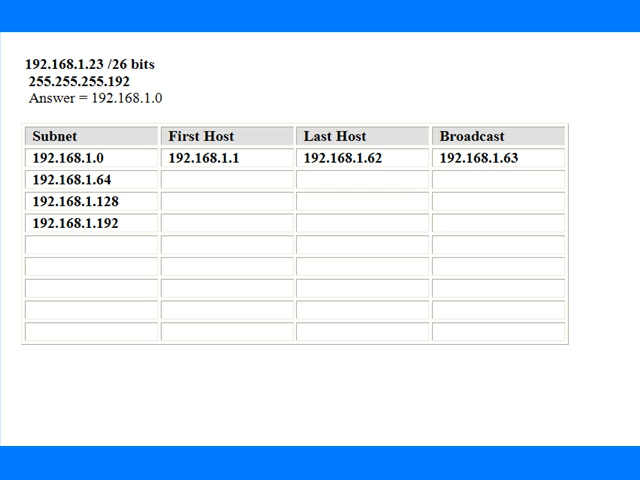 192.168.1.23 /26 bits
255.255.255.192
Answer = 192.168.1.0
Subnet First Host Last Host Broadcast
192.168.1.0 192.168.1.1 192.168.1.62 192.168.1.63
192.168.1.64
192.168.1.128
192.168.1.192